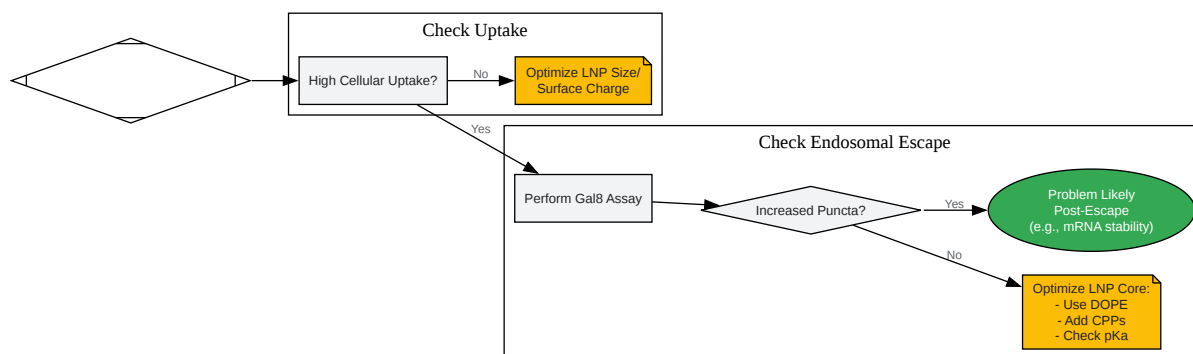 Check Uptake
High Cellular Uptake?
No
Optimize LNP Size/
Surface Charge
Yes
Check Endosomal Escape
Perform Gal8 Assay
Increased Puncta?
Yes
Problem Likely
Post-Escape
(e.g., mRNA stability)
No
Optimize LNP Core:
- Use DOPE
- Add CPPs
- Check pKa